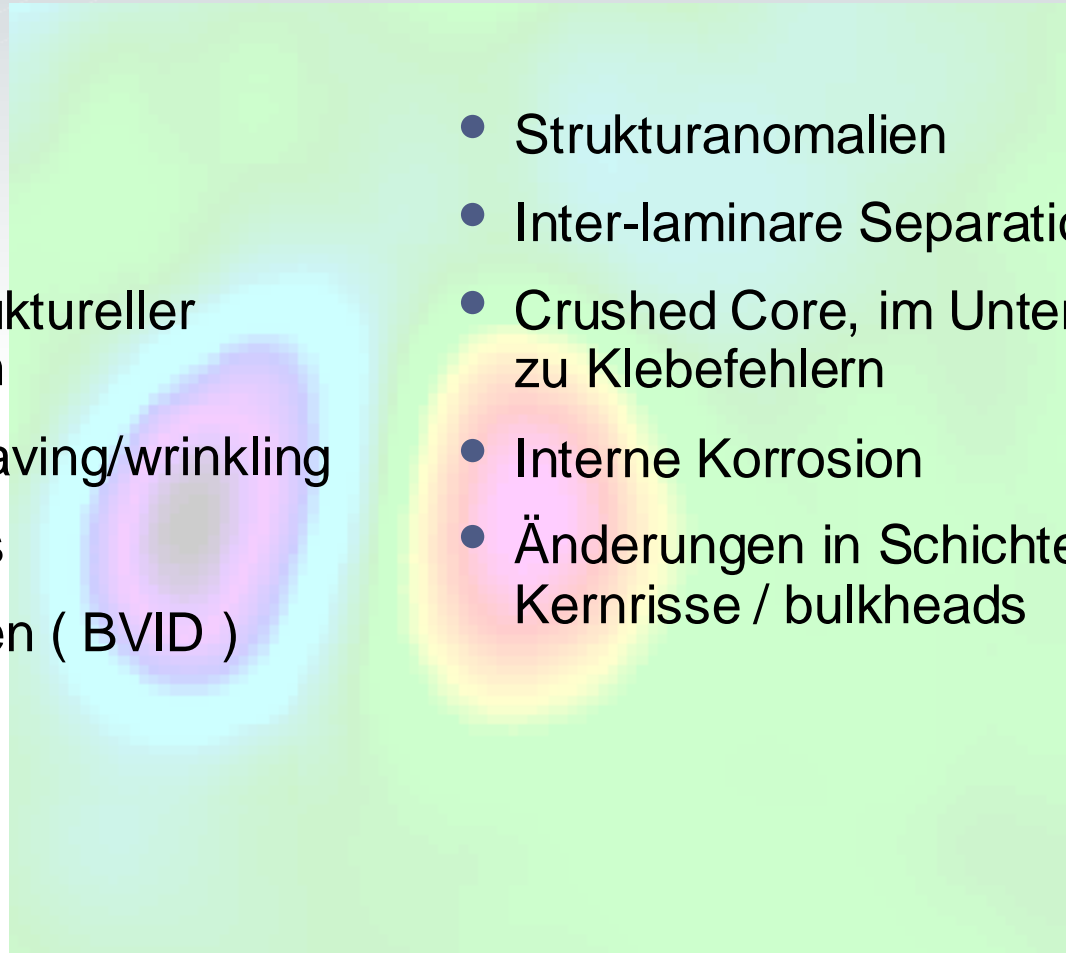 ktureller
aving/wrinkling
en ( BVID )
• Strukturanomalien
• Inter-laminare Separatio
• Crushed Core, im Unter
zu Klebefehlern
• Interne Korrosion
• Änderungen in Schichte
Kernrisse / bulkheads